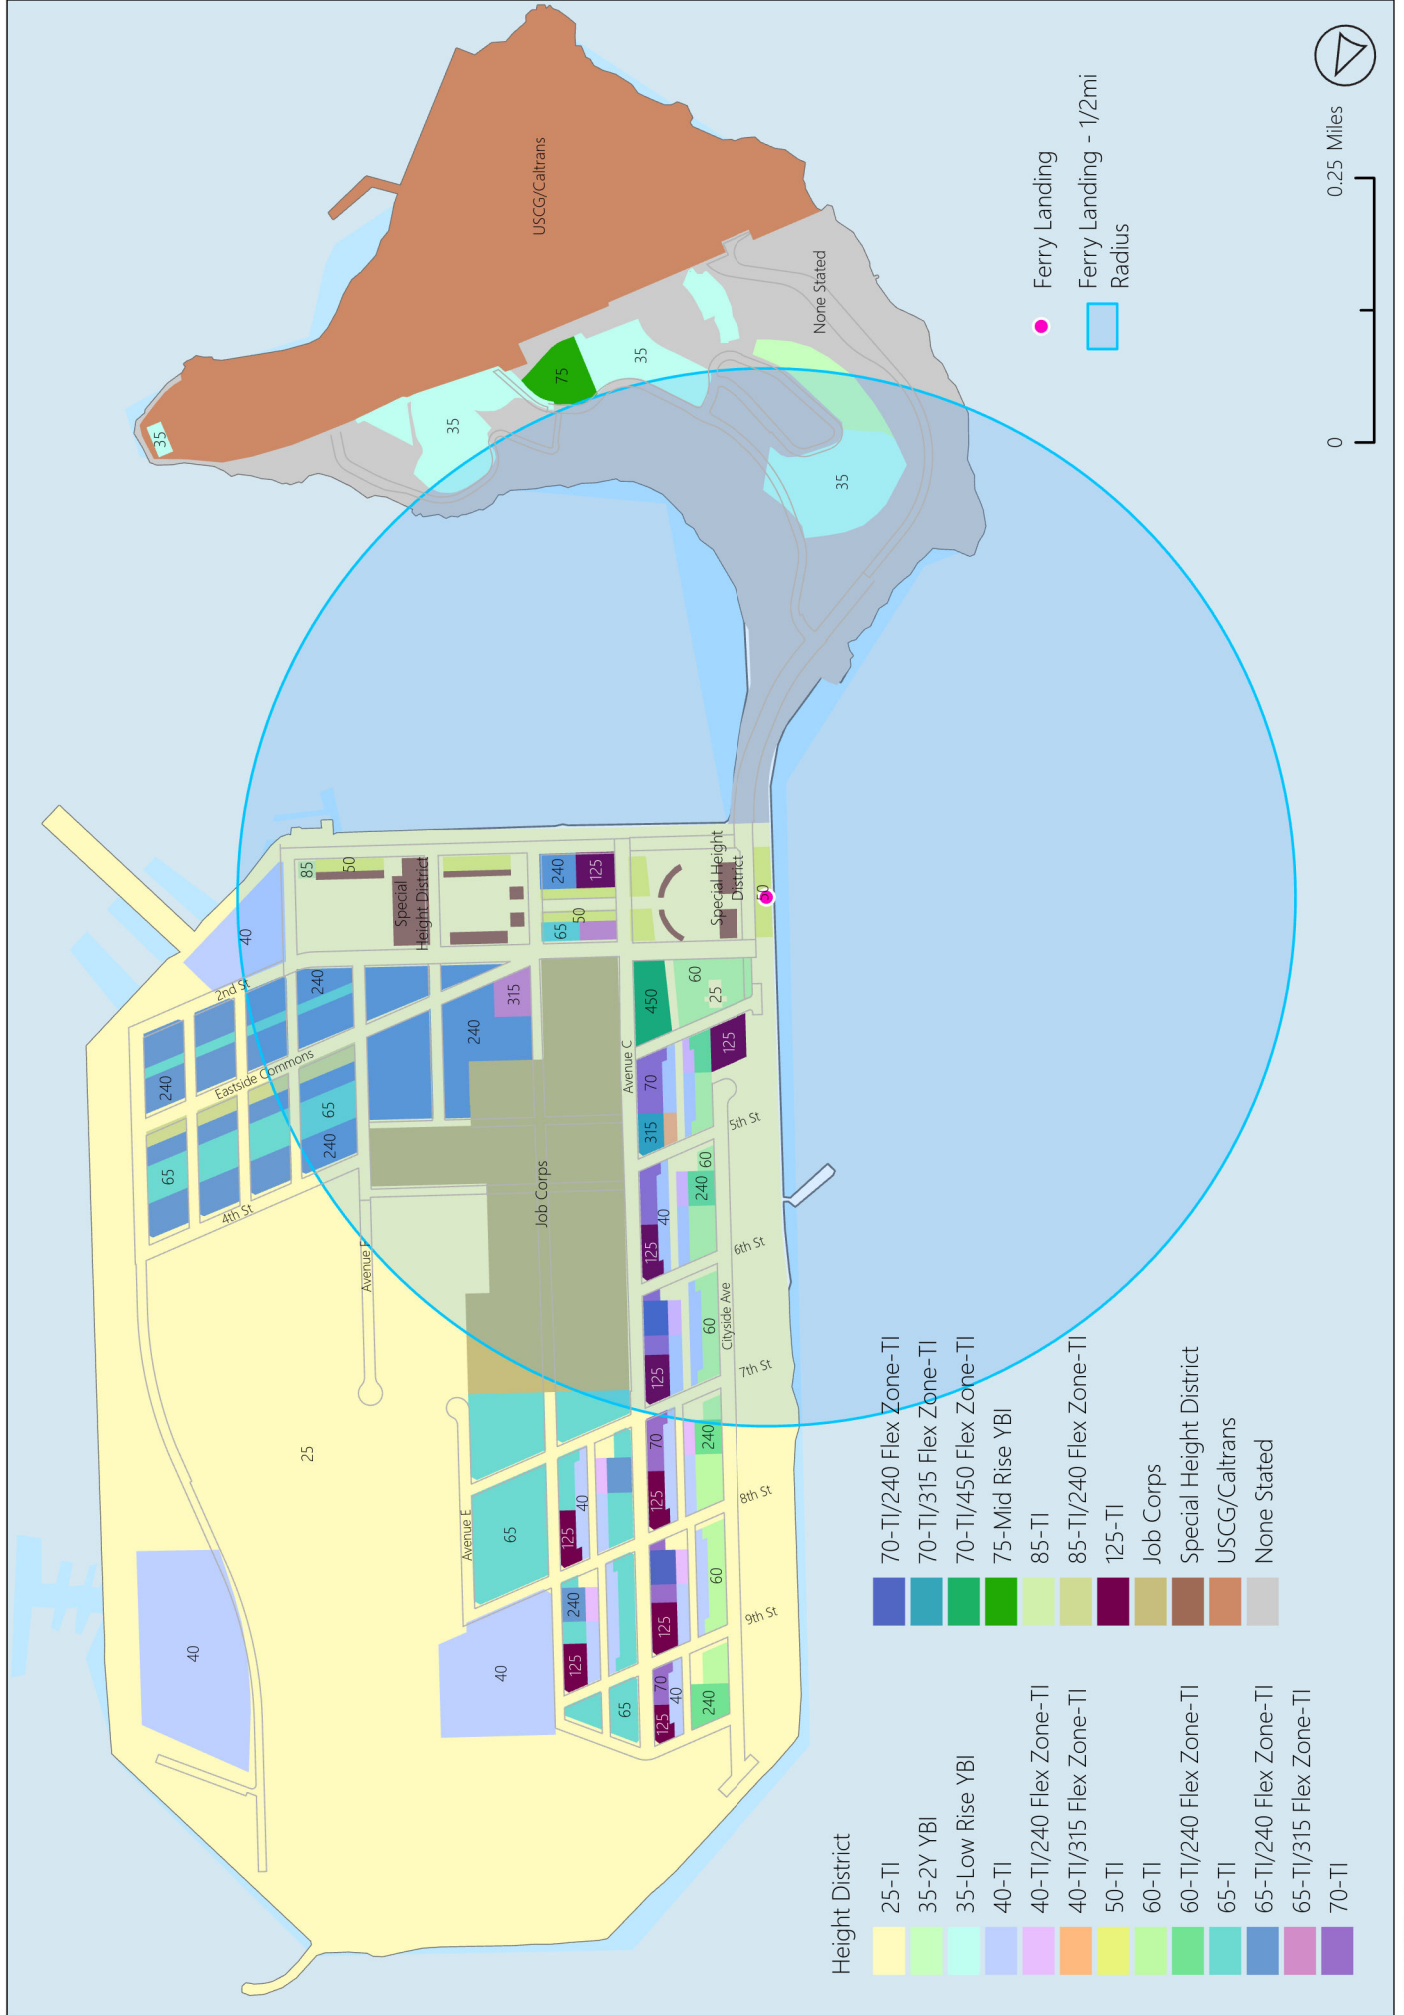 USCG/Caltrans
35
75
35
35
None Stated
35
0
0.25 Miles
Ferry Landing
Ferry Landing - 1/2mi
Radius
85
50
Special
Height District
240
125
65
50
Special Height
District
50
40
2nd St
240
240
Eastside Commons
65
240
65
4th St
240
315
450
60
25
125
Avenue C
70
315
5th St
Job Corps
60
240
40
125
6th St
Avenue F
60
Cityside Ave
125
7th St
25
70
240
125
8th St
Avenue E
65
40
125
60
125
9th St
240
125
40
40
65
70
40
125
240
Height District
25-TI
35-2Y YBI
35-Low Rise YBI
40-TI
40-TI/240 Flex Zone-TI
40-TI/315 Flex Zone-TI
50-TI
60-TI
60-TI/240 Flex Zone-TI
65-TI
65-TI/240 Flex Zone-TI
65-TI/315 Flex Zone-TI
70-TI
70-TI/240 Flex Zone-TI
70-TI/315 Flex Zone-TI
70-TI/450 Flex Zone-TI
75-Mid Rise YBI
85-TI
85-TI/240 Flex Zone-TI
125-TI
Job Corps
Special Height District
USCG/Caltrans
None Stated